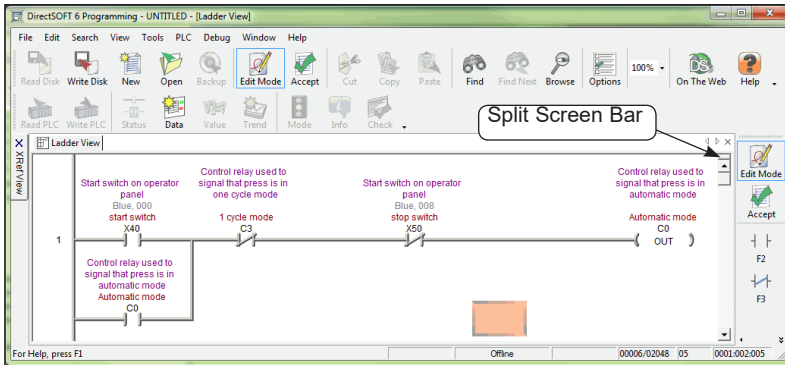 DirectSOFT 6 Programming - UNTITLED - [Ladder View]
File Edit Search View Tools PLC Debug Window Help
Read Disk Write Disk New Open Backup Edit Mode Accept Cut Copy Paste Find Find Next Browse Options 100% On The Web Help
Read PLC Write PLC Status Data Value Trend Mode Info Check
Split Screen Bar
XRef View
Ladder View
Edit Mode
Accept
F2
F3
Start switch on operator
panel
Blue, 000
start switch
X40
Control relay used to
signal that press is in
one cycle mode
1 cycle mode
C3
Start switch on operator
panel
Blue, 008
stop switch
X50
Control relay used to
signal that press is in
automatic mode
Automatic mode
C0
OUT
1
Control relay used to
signal that press is in
automatic mode
Automatic mode
C0
For Help, press F1 Offline 00006/02048 05 0001:002:005